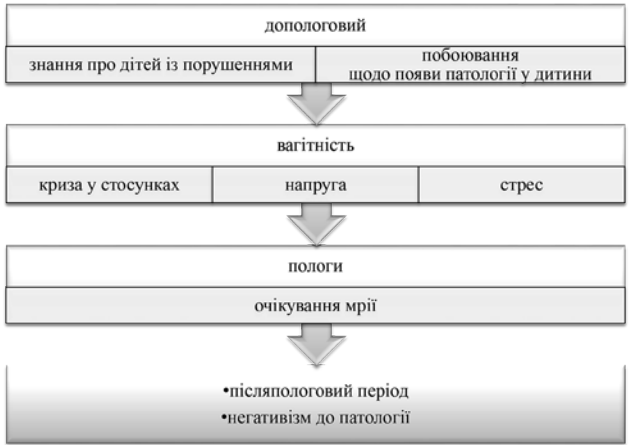 допологовий
знання про дітей із порушеннями
побоювання
щодо появи патології у дитини
вагітність
криза у стосунках
напруга
стрес
пологи
очікування мрії
•післяпологовий період
•негативізм до патології